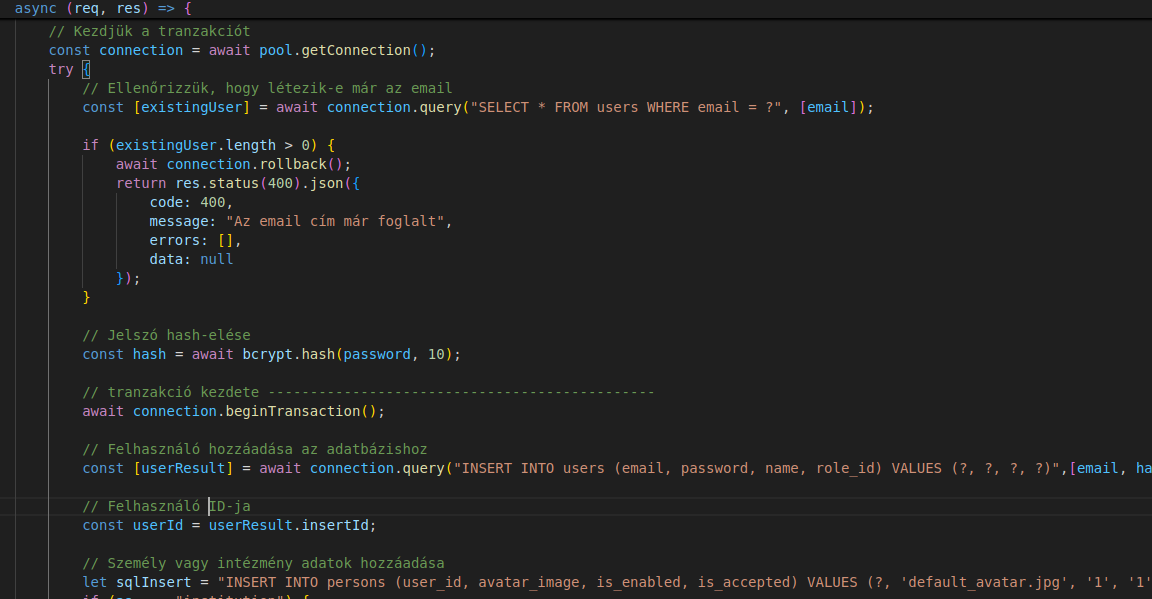 async (req, res) => {
// Kezdjük a tranzakciót
const connection = await pool.getConnection();
try {
// Ellenőrizzük, hogy létezik-e már az email
const [existingUser] = await connection.query("SELECT * FROM users WHERE email = ?", [email]);
if (existingUser.length > 0) {
await connection.rollback();
return res.status(400).json({
code: 400,
message: "Az email cím már foglalt",
errors: [],
data: null
});
}
// Jelszó hash-elése
const hash = await bcrypt.hash(password, 10);
// tranzakció kezdete ----------------------------------------------
await connection.beginTransaction();
// Felhasználó hozzáadása az adatbázishoz
const [userResult] = await connection.query("INSERT INTO users (email, password, name, role_id) VALUES (?, ?, ?, ?)",[email, ha
// Felhasználó ID-ja
const userId = userResult.insertId;
// Személy vagy intézmény adatok hozzáadása
let sqlInsert = "INSERT INTO persons (user_id, avatar_image, is_enabled, is_accepted) VALUES (?, 'default_avatar.jpg', '1', '1'